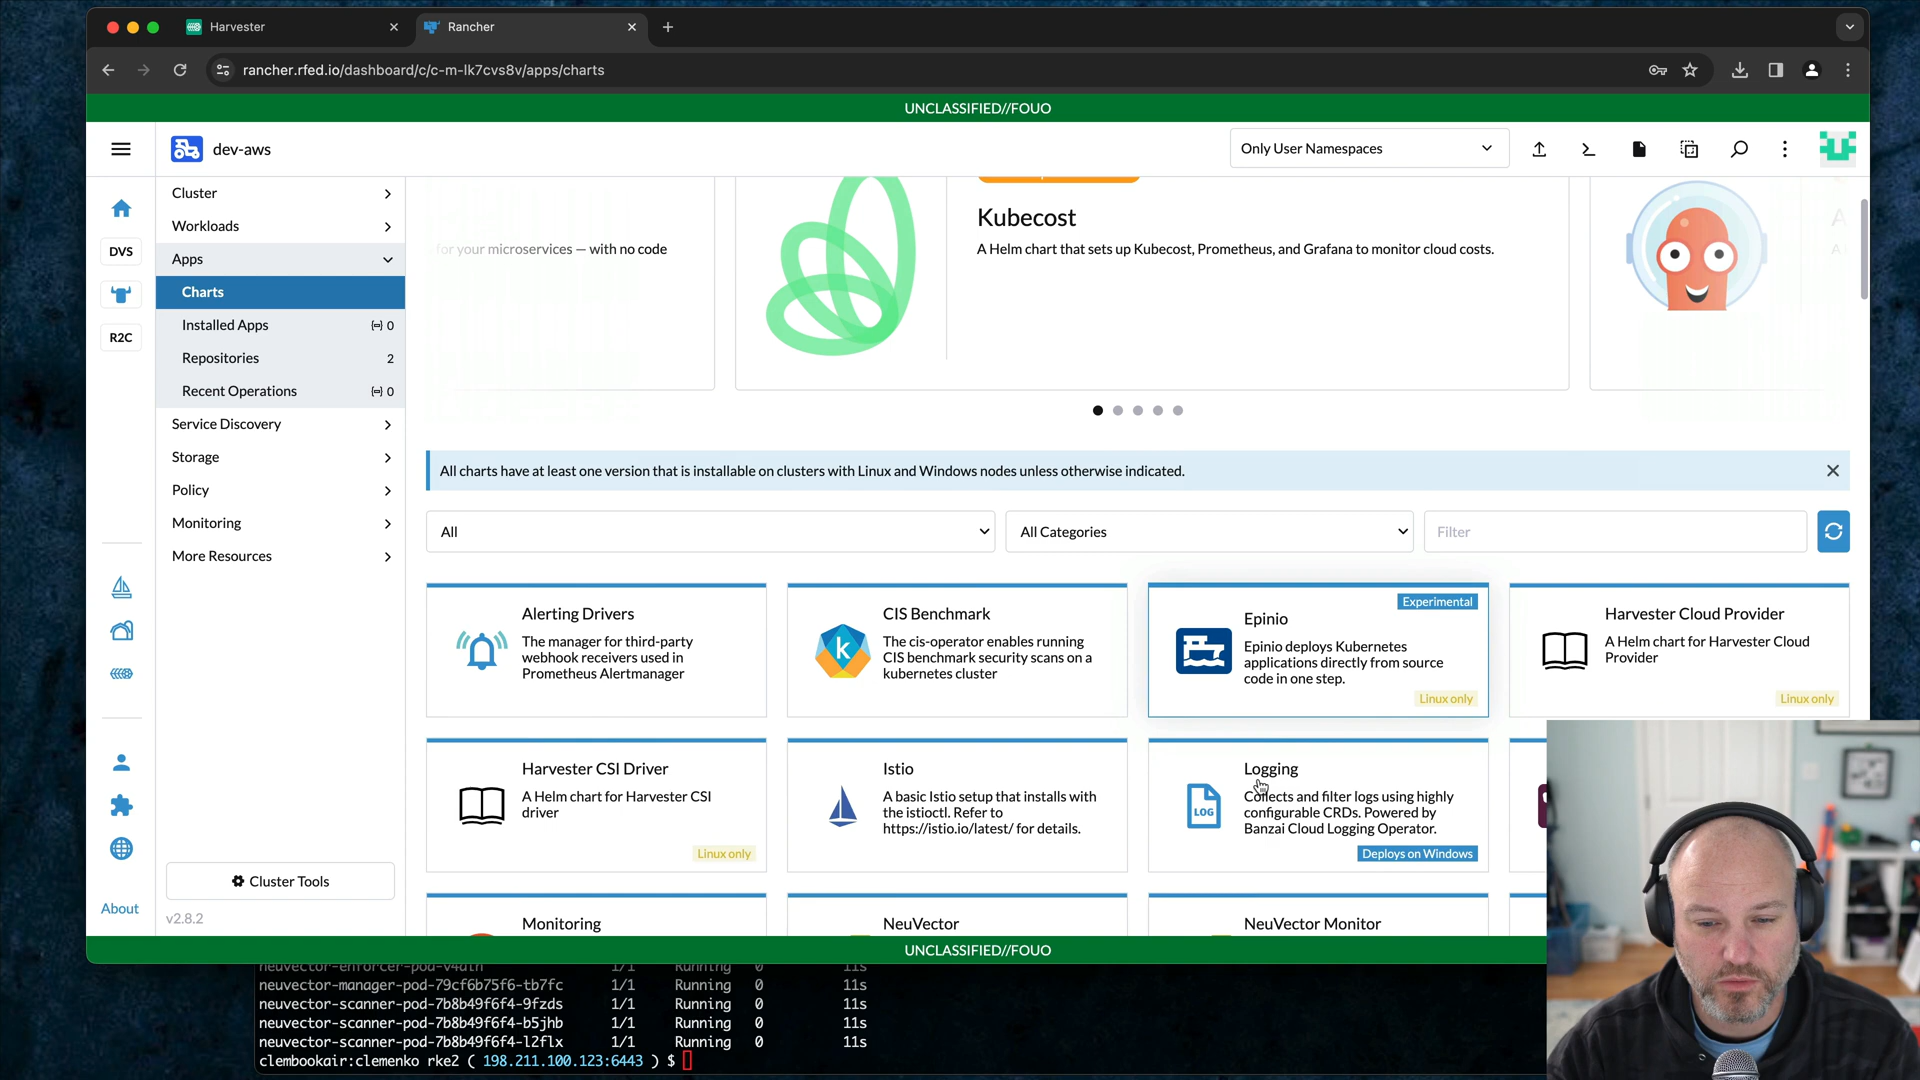 Harvester
Rancher
rancher.rfed.io/dashboard/c/c-m-lk7cvs8v/apps/charts
UNCLASSIFIED//FOUO
dev-aws
Only User Namespaces
Cluster
Workloads
Apps
Charts
Installed Apps 0
Repositories 2
Recent Operations 0
Service Discovery
Storage
Policy
Monitoring
More Resources
DVS
R2C
About
Cluster Tools
v2.8.2
for your microservices — with no code
Kubecost
A Helm chart that sets up Kubecost, Prometheus, and Grafana to monitor cloud costs.
All charts have at least one version that is installable on clusters with Linux and Windows nodes unless otherwise indicated.
All
All Categories
Filter
Alerting Drivers
The manager for third-party
webhook receivers used in
Prometheus Alertmanager
CIS Benchmark
The cis-operator enables running
CIS benchmark security scans on a
kubernetes cluster
Experimental
Epinio
Epinio deploys Kubernetes
applications directly from source
code in one step.
Linux only
Harvester Cloud Provider
A Helm chart for Harvester Cloud
Provider
Linux only
Harvester CSI Driver
A Helm chart for Harvester CSI
driver
Linux only
Istio
A basic Istio setup that installs with
the istioctl. Refer to
https://istio.io/latest/ for details.
LOG
Logging
Collects and filter logs using highly
configurable CRDs. Powered by
Banzai Cloud Logging Operator.
Deploys on Windows
Monitoring
NeuVector
NeuVector Monitor
UNCLASSIFIED//FOUO
1/1 Running 0 11s
neuvector-manager-pod-79cf6b75f6-tb7fc 1/1 Running 0 11s
neuvector-scanner-pod-7b8b49f6f4-9fzds 1/1 Running 0 11s
neuvector-scanner-pod-7b8b49f6f4-b5jhb 1/1 Running 0 11s
neuvector-scanner-pod-7b8b49f6f4-l2flx 1/1 Running 0 11s
clembookair:clemenko rke2 ( 198.211.100.123:6443 ) $